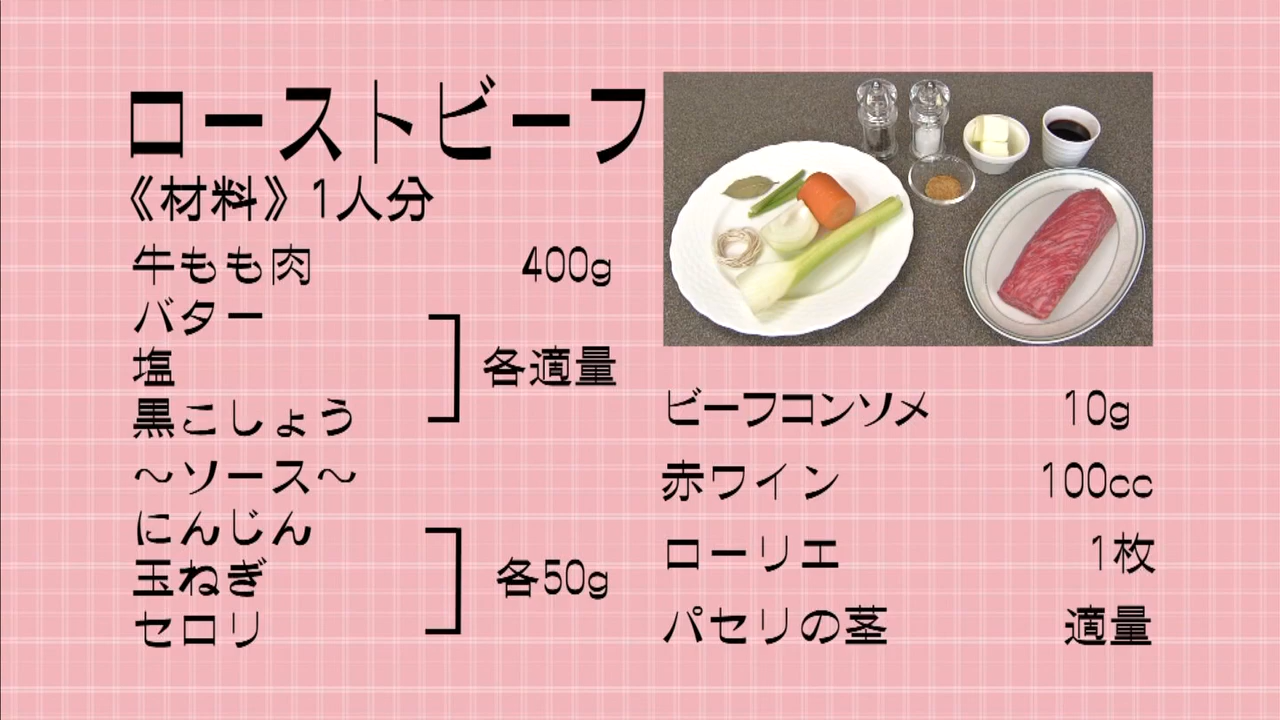 ローストビーフ
《材料》1人分
牛もも肉 400g
バター
塩 各適量
黒こしょう
～ソース～
にんじん
玉ねぎ 各50g
セロリ
ビーフコンソメ 10g
赤ワイン 100cc
ローリエ 1枚
パセリの茎 適量